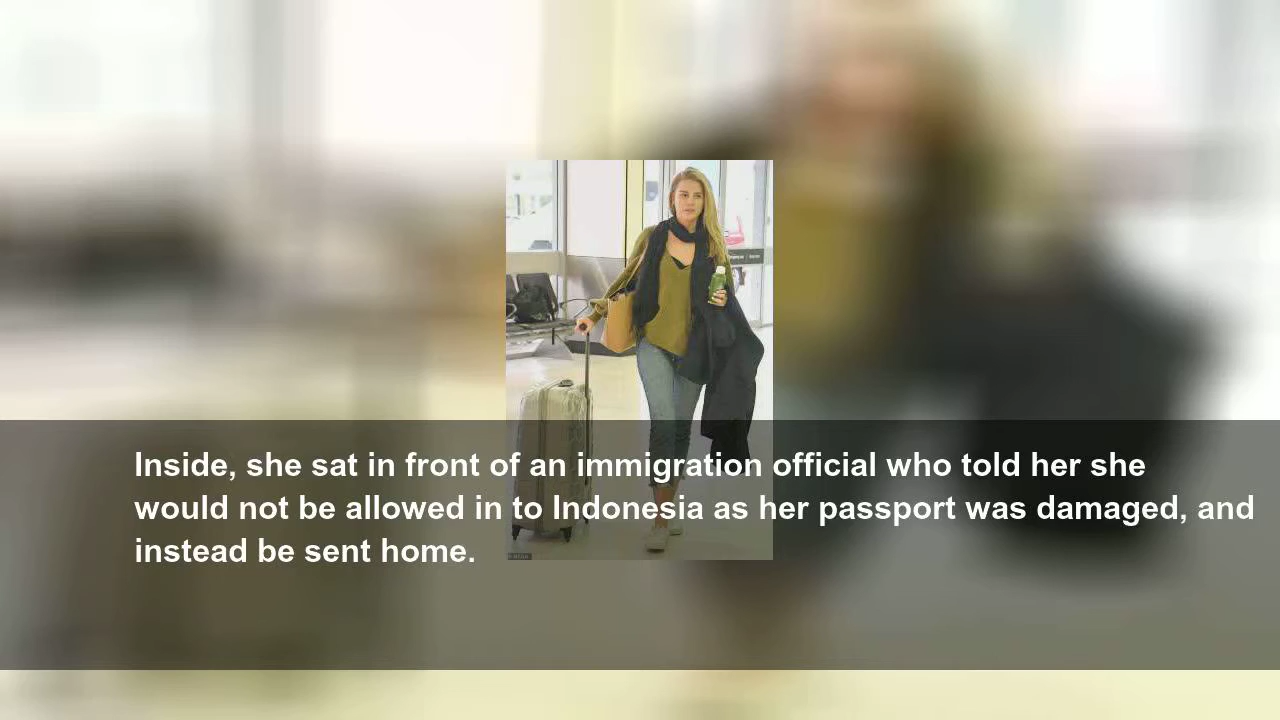 Inside, she sat in front of an immigration official who told her she
would not be allowed in to Indonesia as her passport was damaged, and
instead be sent home.